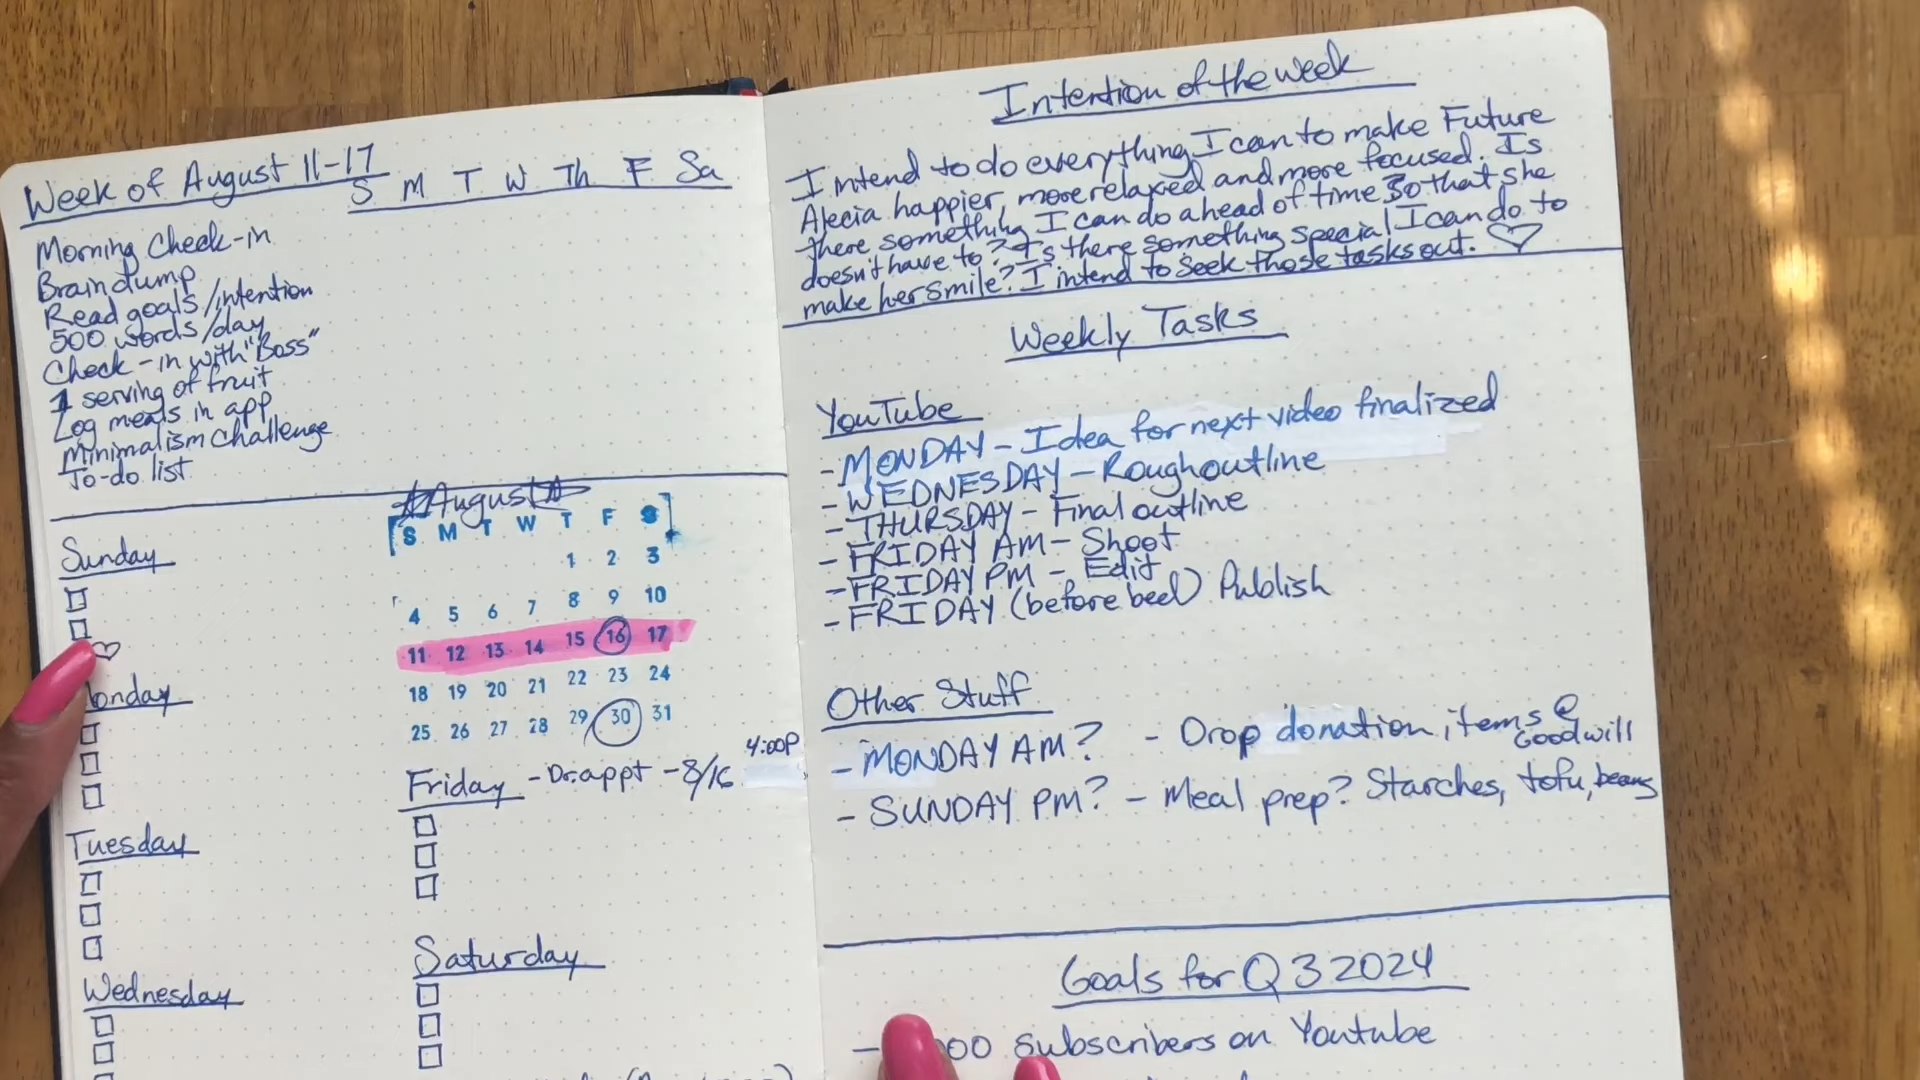 Week of August 11-17
S M T W Th F Sa
Morning Check-in
Brain dump
Read goals/intention
500 words/day
Check-in with "Boss"
1 serving of fruit
Log meals in app
Minimalism Challenge
To-do list
Sunday
Monday
Tuesday
Wednesday
August
S M T W T F S
1 2 3
4 5 6 7 8 9 10
11 12 13 14 15 16 17
18 19 20 21 22 23 24
25 26 27 28 29 30 31
Friday - Dr. appt - 8/16 4:00P
Saturday
Intention of the week
I intend to do everything I can to make Future
Alecia happier, more relaxed and more focused. Is
there something I can do ahead of time so that she
doesn't have to? Is there something special I can do to
make her smile? I intend to seek those tasks out.
Weekly Tasks
YouTube
- MONDAY - Idea for next video finalized
- WEDNESDAY - Rough outline
- THURSDAY - Final outline
- FRIDAY AM - Shoot
- FRIDAY PM - Edit
- FRIDAY (before bed) Publish
Other Stuff
- MONDAY AM? - Drop donation items @ Goodwill
- SUNDAY PM? - Meal prep? Starches, tofu, beans
Goals for Q3 2024
- 00 subscribers on Youtube